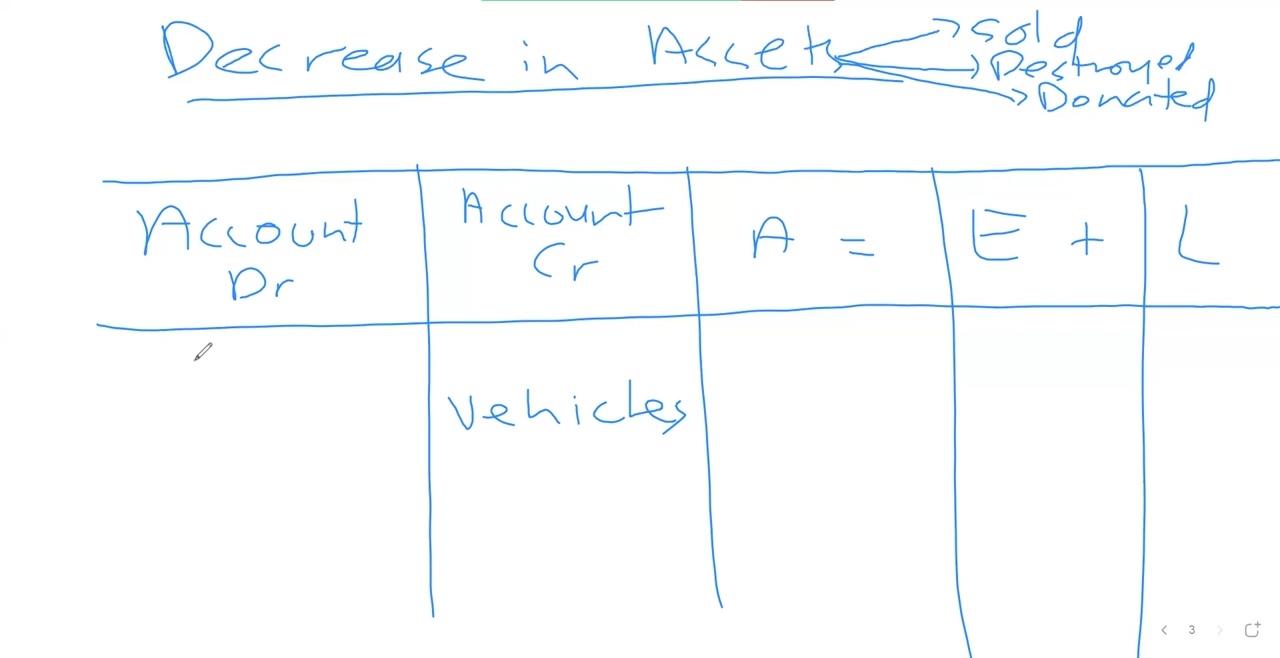 Decrease in Assets
Sold
Destroyed
Donated
Account Dr
Account Cr
A =
E +
L
vehicles
3